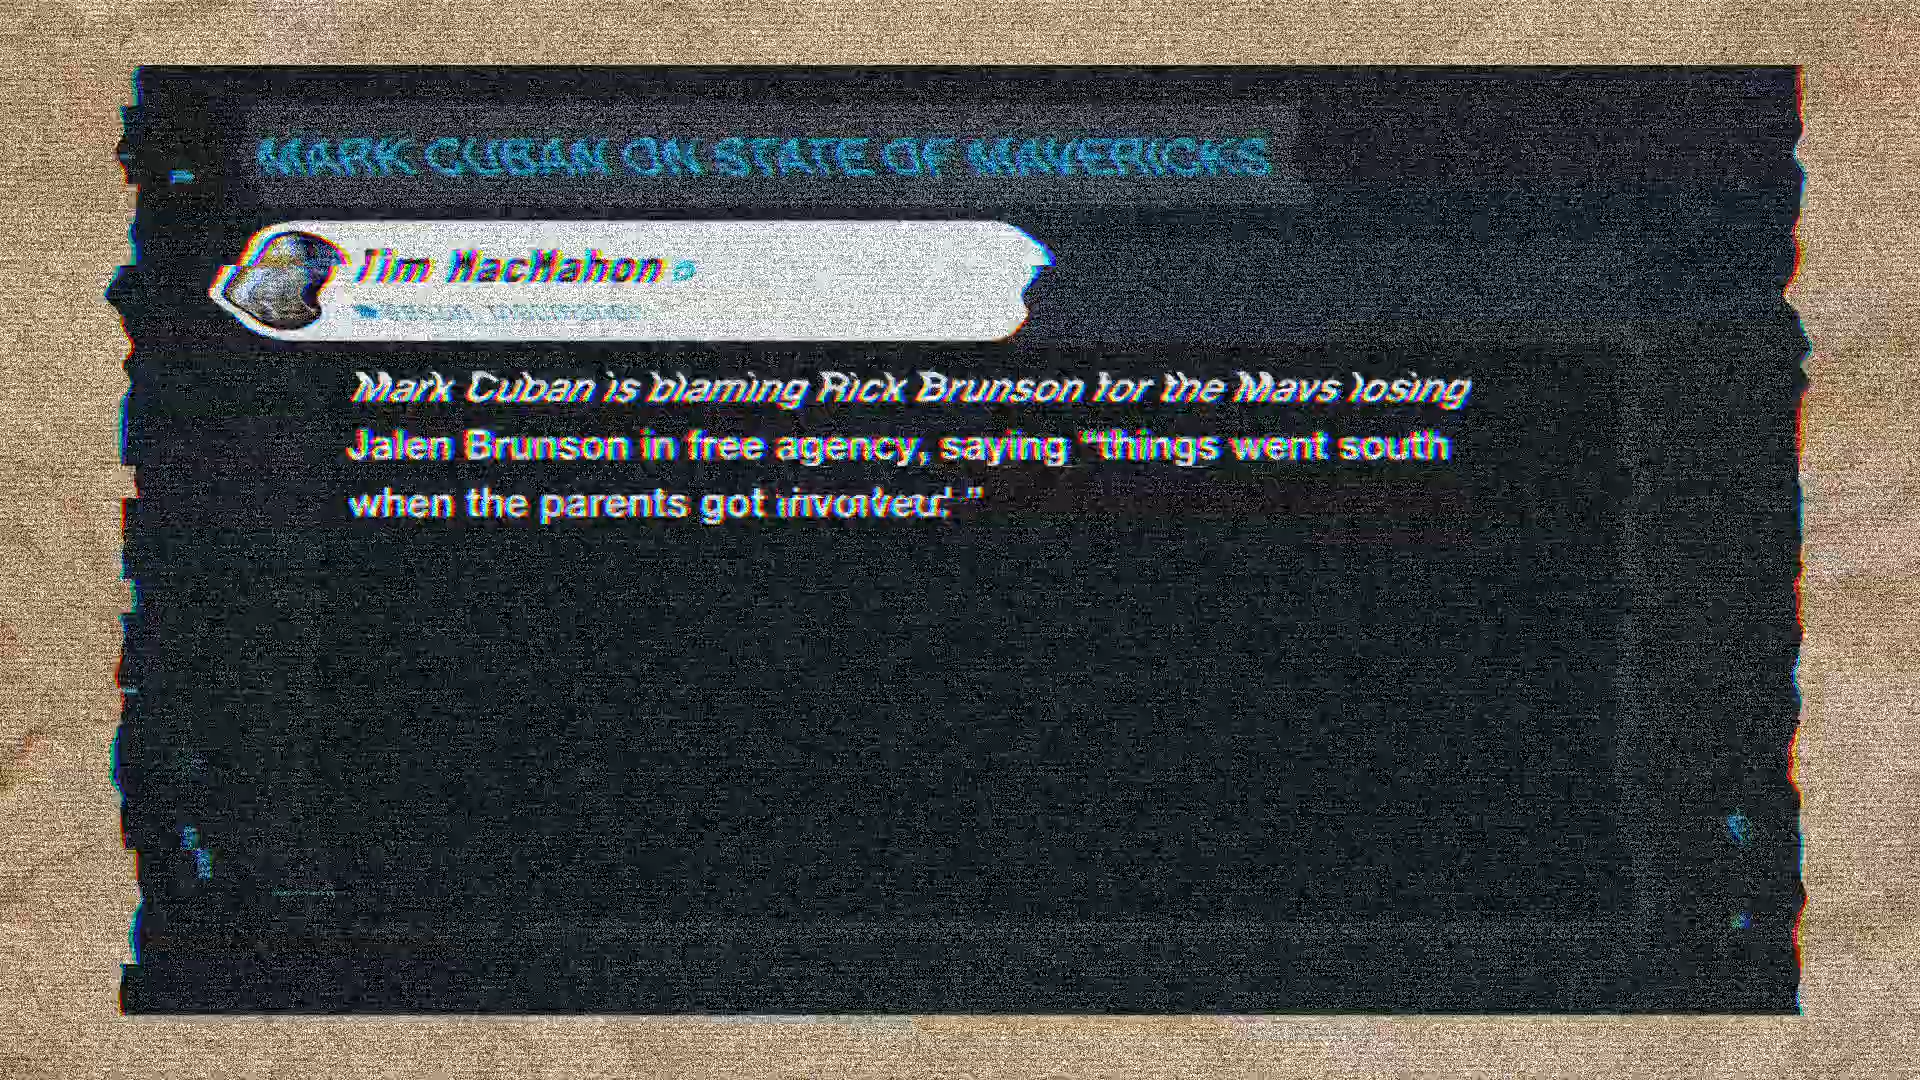 MARK CUBAN ON STATE OF MAVERICKS
Tim MacMahon
Mark Cuban is blaming Rick Brunson for the Mavs losing
Jalen Brunson in free agency, saying “things went south
when the parents got involved.”